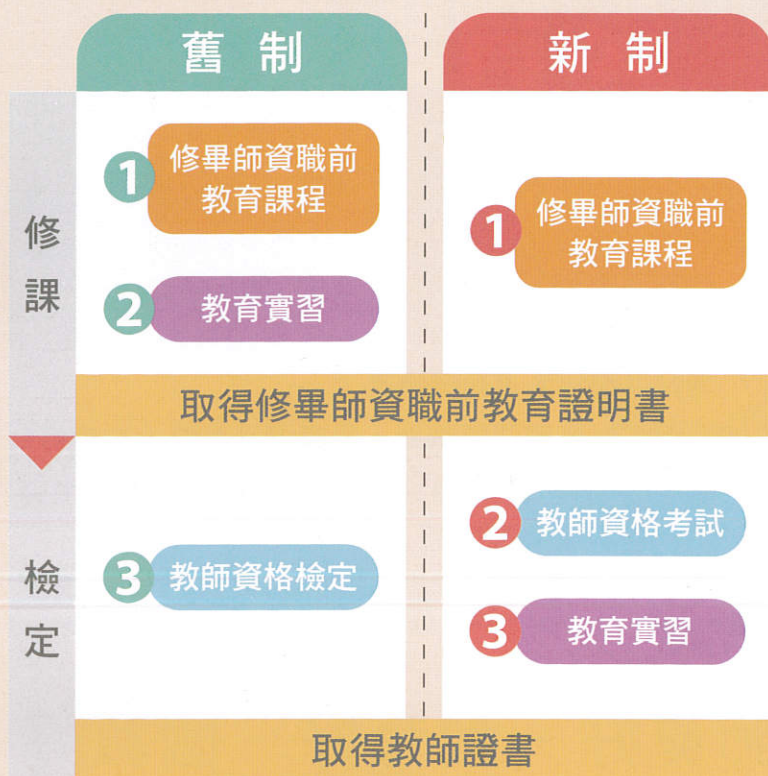 舊制
新制
修課
1
修畢師資職前
教育課程
2
教育實習
1
修畢師資職前
教育課程
取得修畢師資職前教育證明書
檢定
3
教師資格檢定
2
教師資格考試
3
教育實習
取得教師證書